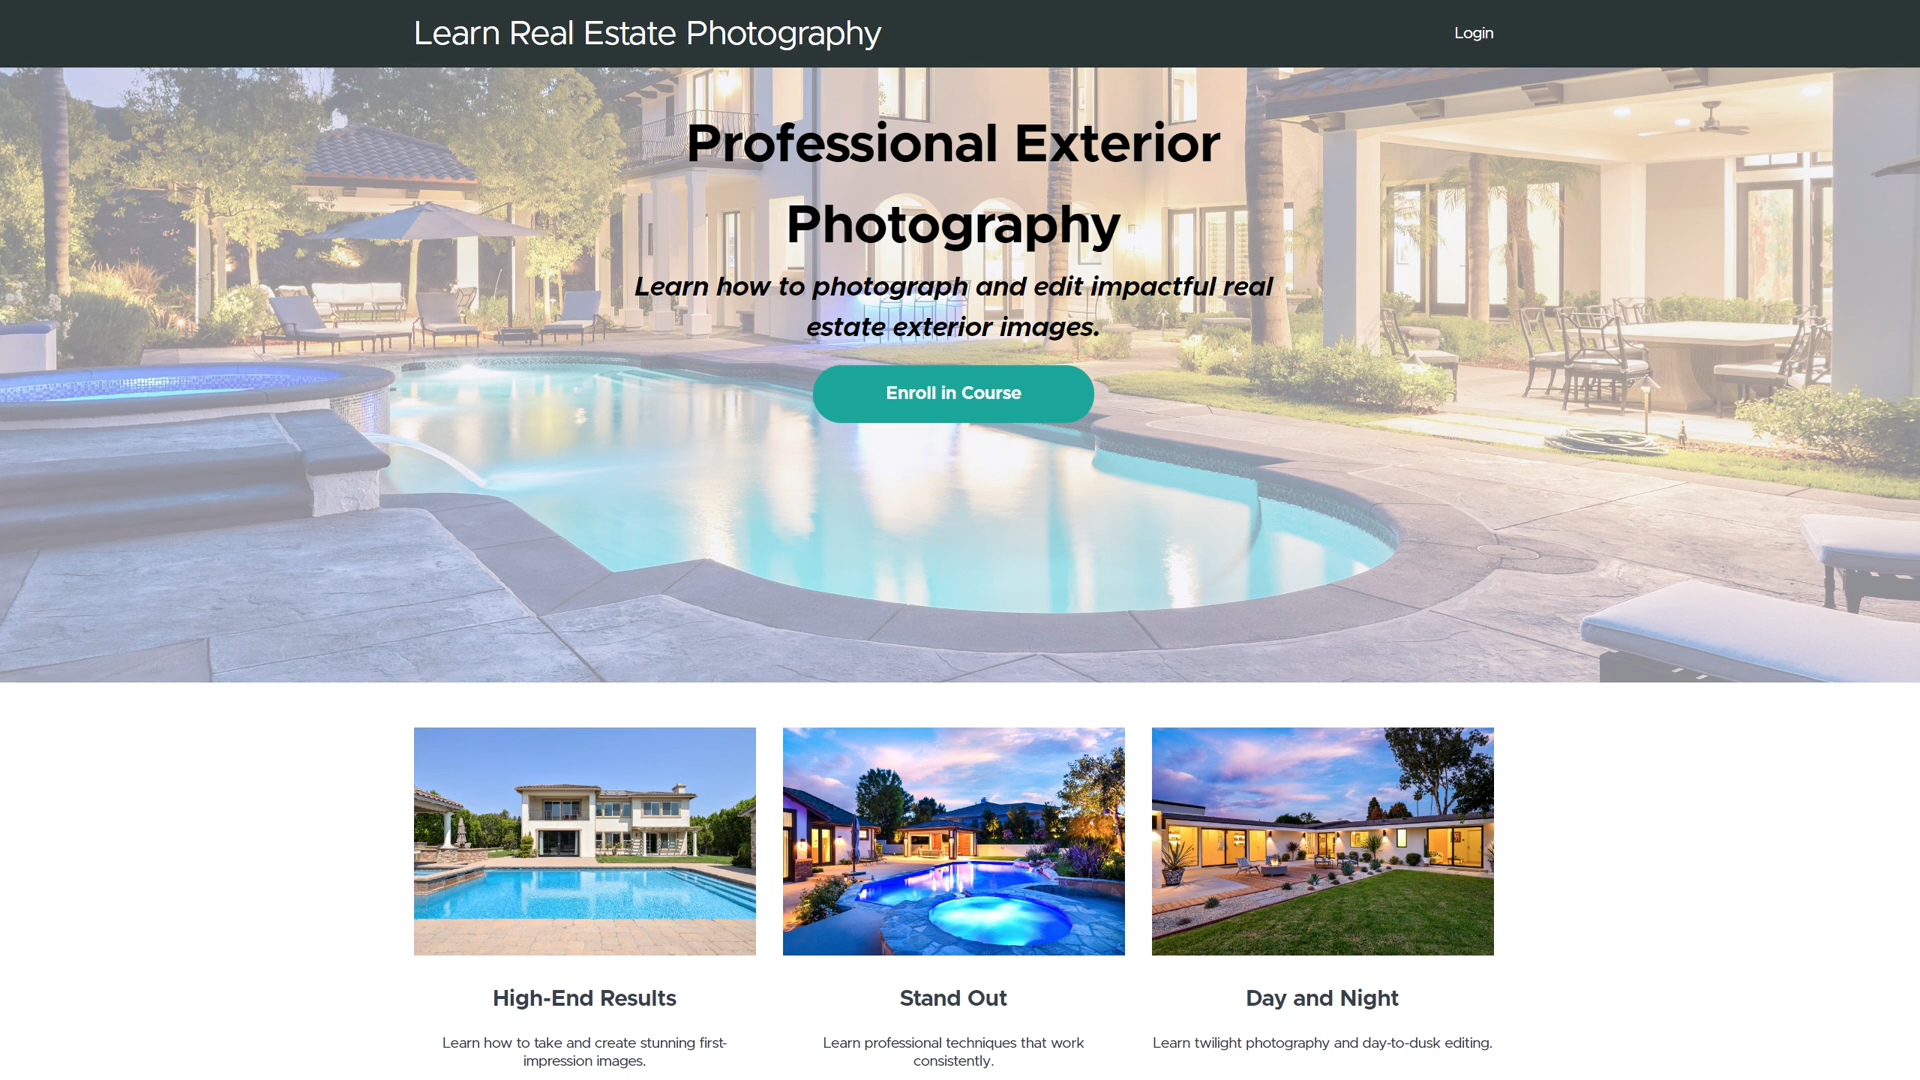 Learn Real Estate Photography
Login
Professional Exterior
Photography
Learn how to photograph and edit impactful real
estate exterior images.
Enroll in Course
High-End Results
Learn how to take and create stunning first-
impression images.
Stand Out
Learn professional techniques that work
consistently.
Day and Night
Learn twilight photography and day-to-dusk editing.